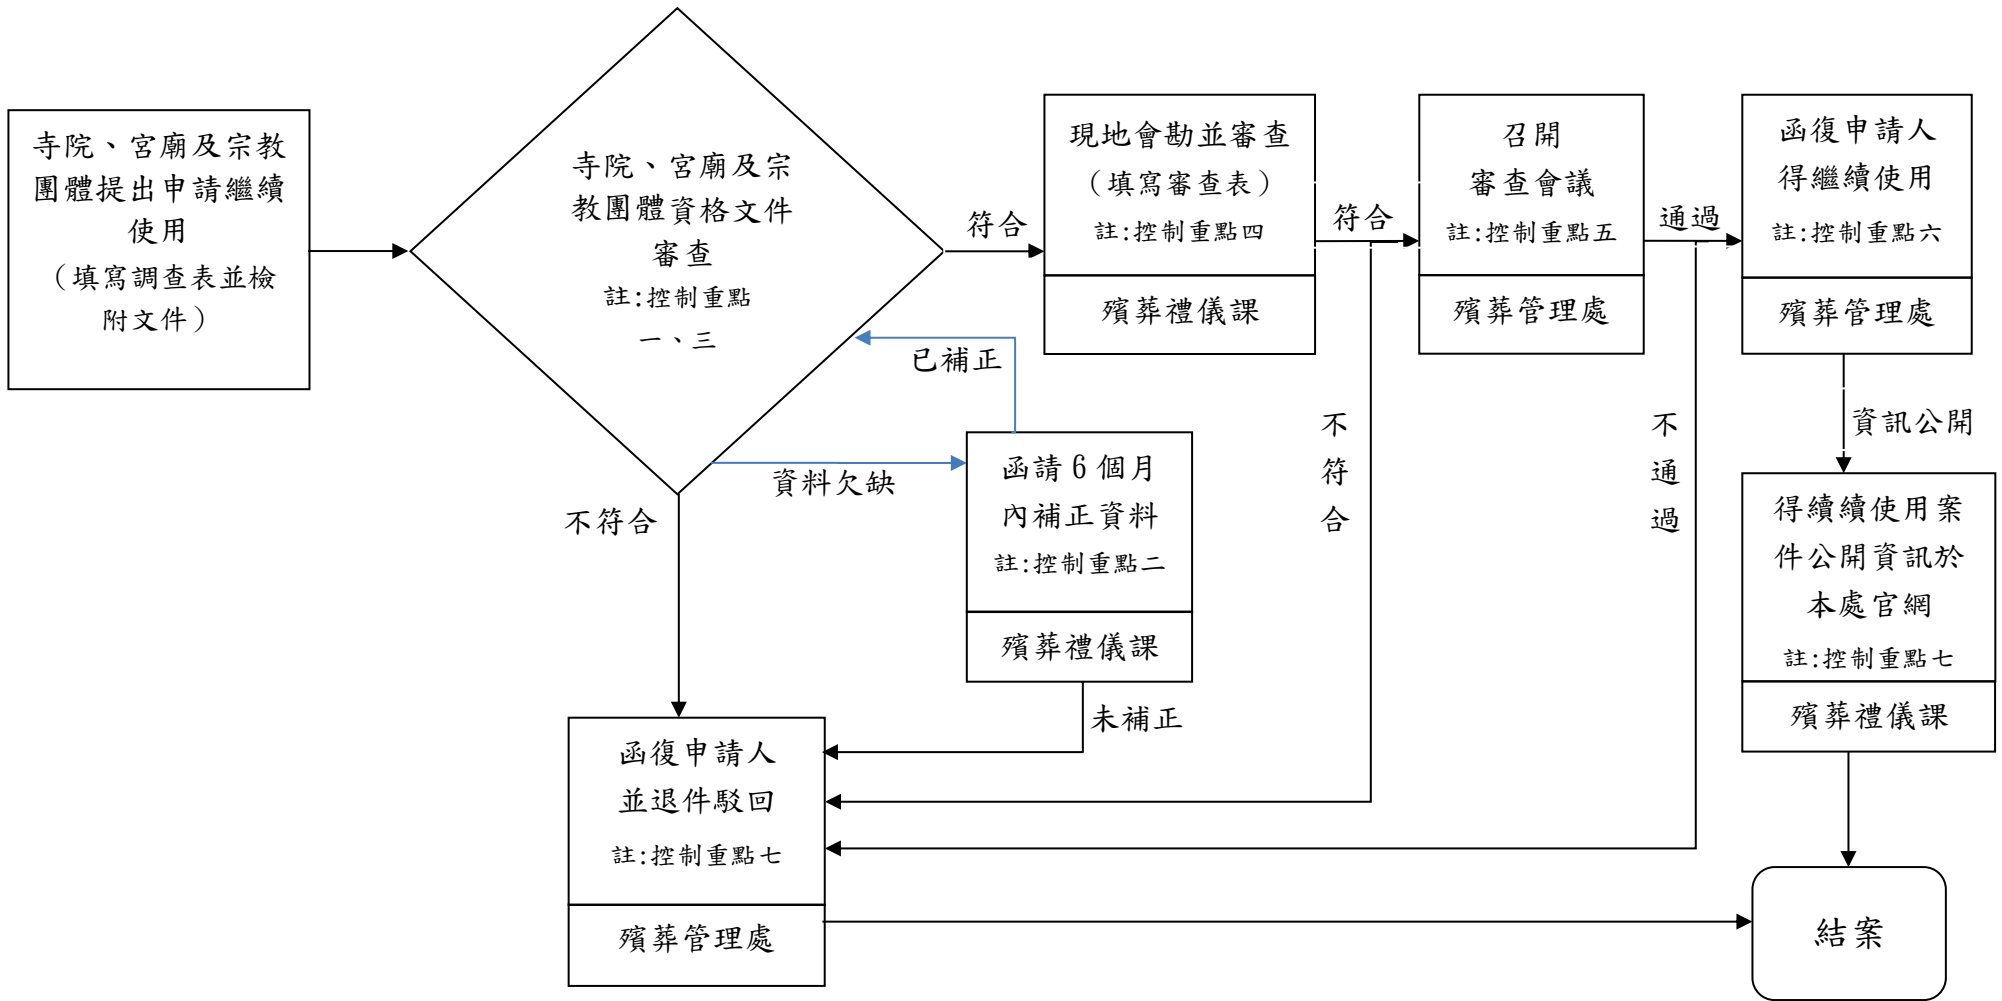 寺院、宮廟及宗教
團體提出申請繼續
使用
（填寫調查表並檢
附文件）
寺院、宮廟及宗
教團體資格文件
審查
註:控制重點
一、三
符合
現地會勘並審查
（填寫審查表）
註:控制重點四
殯葬禮儀課
符合
召開
審查會議
註:控制重點五
殯葬管理處
通過
函復申請人
得繼續使用
註:控制重點六
殯葬管理處
已補正
資料欠缺
函請6個月
內補正資料
註:控制重點二
殯葬禮儀課
不符合
不
符
合
不
通
過
資訊公開
得續續使用案
件公開資訊於
本處官網
註:控制重點七
殯葬禮儀課
未補正
函復申請人
並退件駁回
註:控制重點七
殯葬管理處
結案